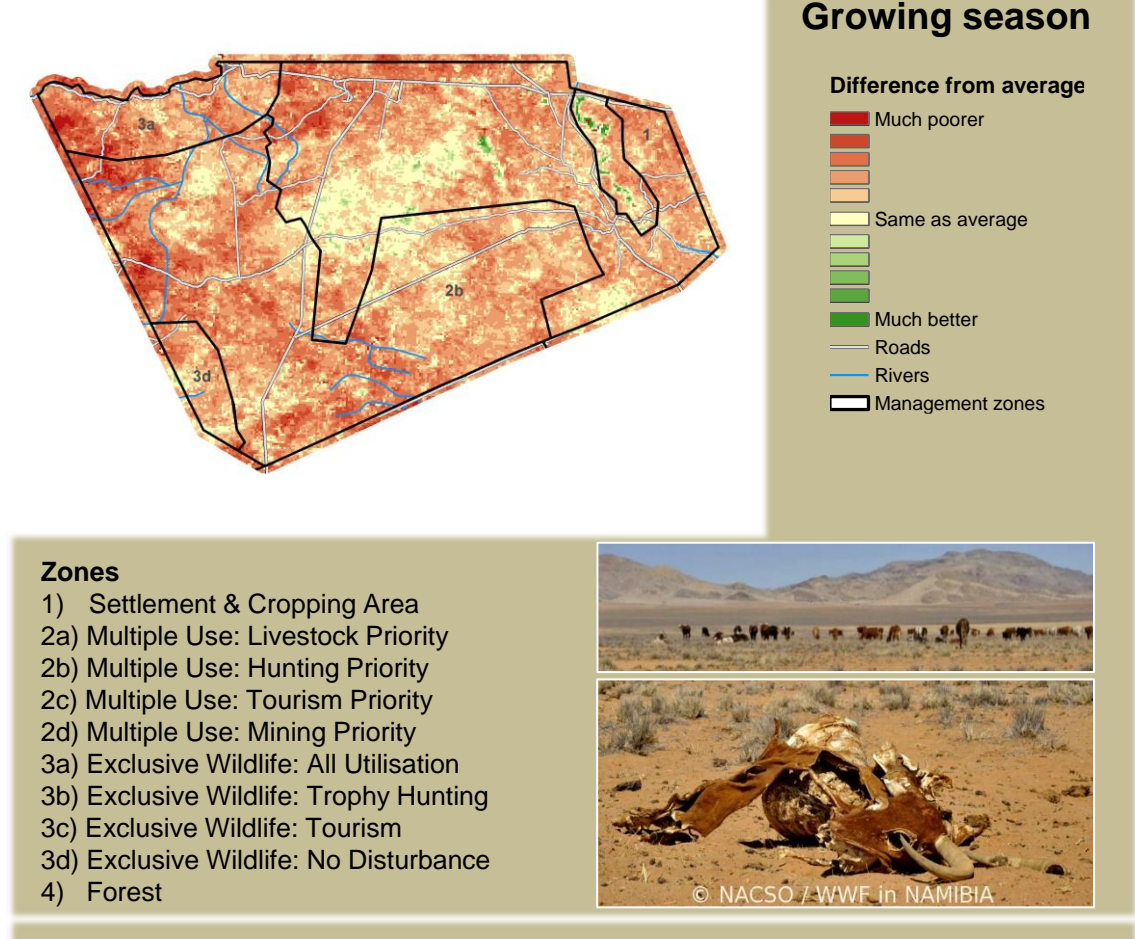 Growing season
Difference from average
Much poorer
Same as average
Much better
Roads
Rivers
Management zones
3a
1
2b
3d
Zones
1) Settlement & Cropping Area
2a) Multiple Use: Livestock Priority
2b) Multiple Use: Hunting Priority
2c) Multiple Use: Tourism Priority
2d) Multiple Use: Mining Priority
3a) Exclusive Wildlife: All Utilisation
3b) Exclusive Wildlife: Trophy Hunting
3c) Exclusive Wildlife: Tourism
3d) Exclusive Wildlife: No Disturbance
4) Forest
© NACSO / WWF in NAMIBIA